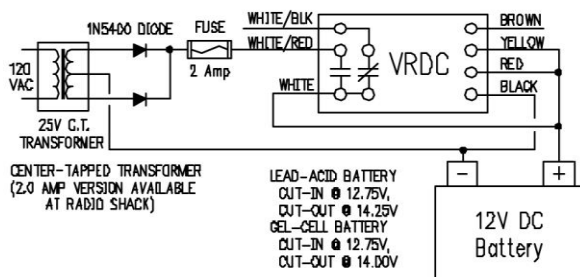 1N5400 DIODE
FUSE
2 Amp
120
VAC
25V C.T.
TRANSFORMER
CENTER-TAPPED TRANSFORMER
(2.0 AMP VERSION AVAILABLE
AT RADIO SHACK)
WHITE/BLK
WHITE/RED
WHITE
VRDC
BROWN
YELLOW
RED
BLACK
LEAD-ACID BATTERY
CUT-IN @ 12.75V,
CUT-OUT @ 14.25V
GEL-CELL BATTERY
CUT-IN @ 12.75V,
CUT-OUT @ 14.00V
- +
12V DC
Battery